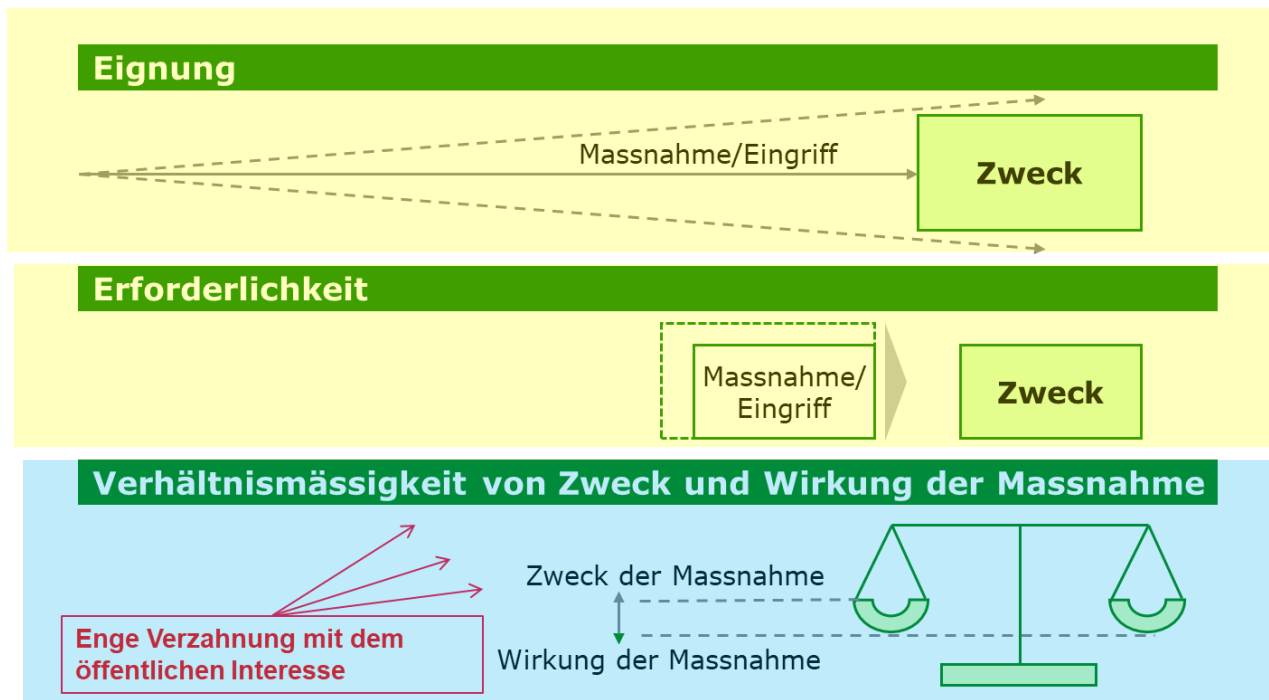 Eignung
Massnahme/Eingriff
Zweck
Erforderlichkeit
Massnahme/
Eingriff
Zweck
Verhältnismässigkeit von Zweck und Wirkung der Massnahme
Zweck der Massnahme
Wirkung der Massnahme
Enge Verzahnung mit dem
öffentlichen Interesse